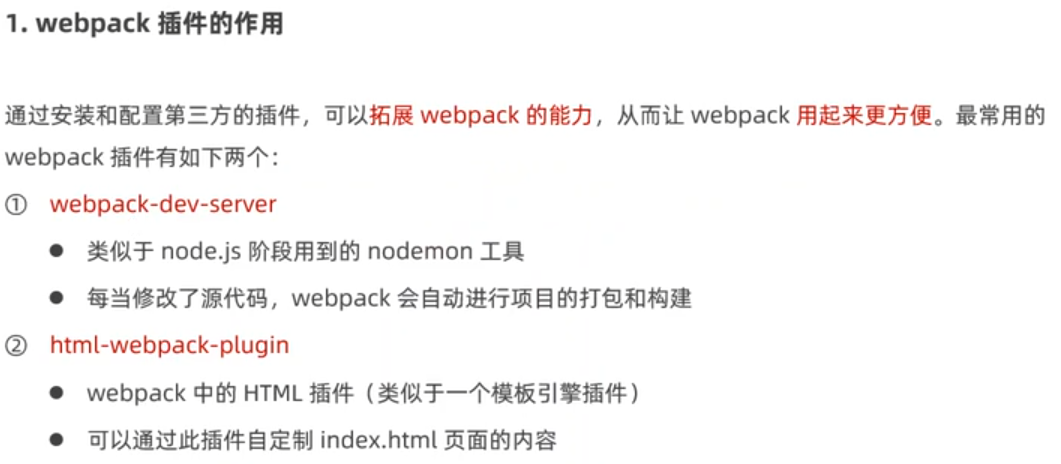 1. webpack 插件的作用
通过安装和配置第三方的插件，可以拓展 webpack 的能力，从而让 webpack 用起来更方便。最常用的
webpack 插件有如下两个：
① webpack-dev-server
● 类似于 node.js 阶段用到的 nodemon 工具
● 每当修改了源代码，webpack 会自动进行项目的打包和构建
② html-webpack-plugin
● webpack 中的 HTML 插件（类似于一个模板引擎插件）
● 可以通过此插件自定制 index.html 页面的内容